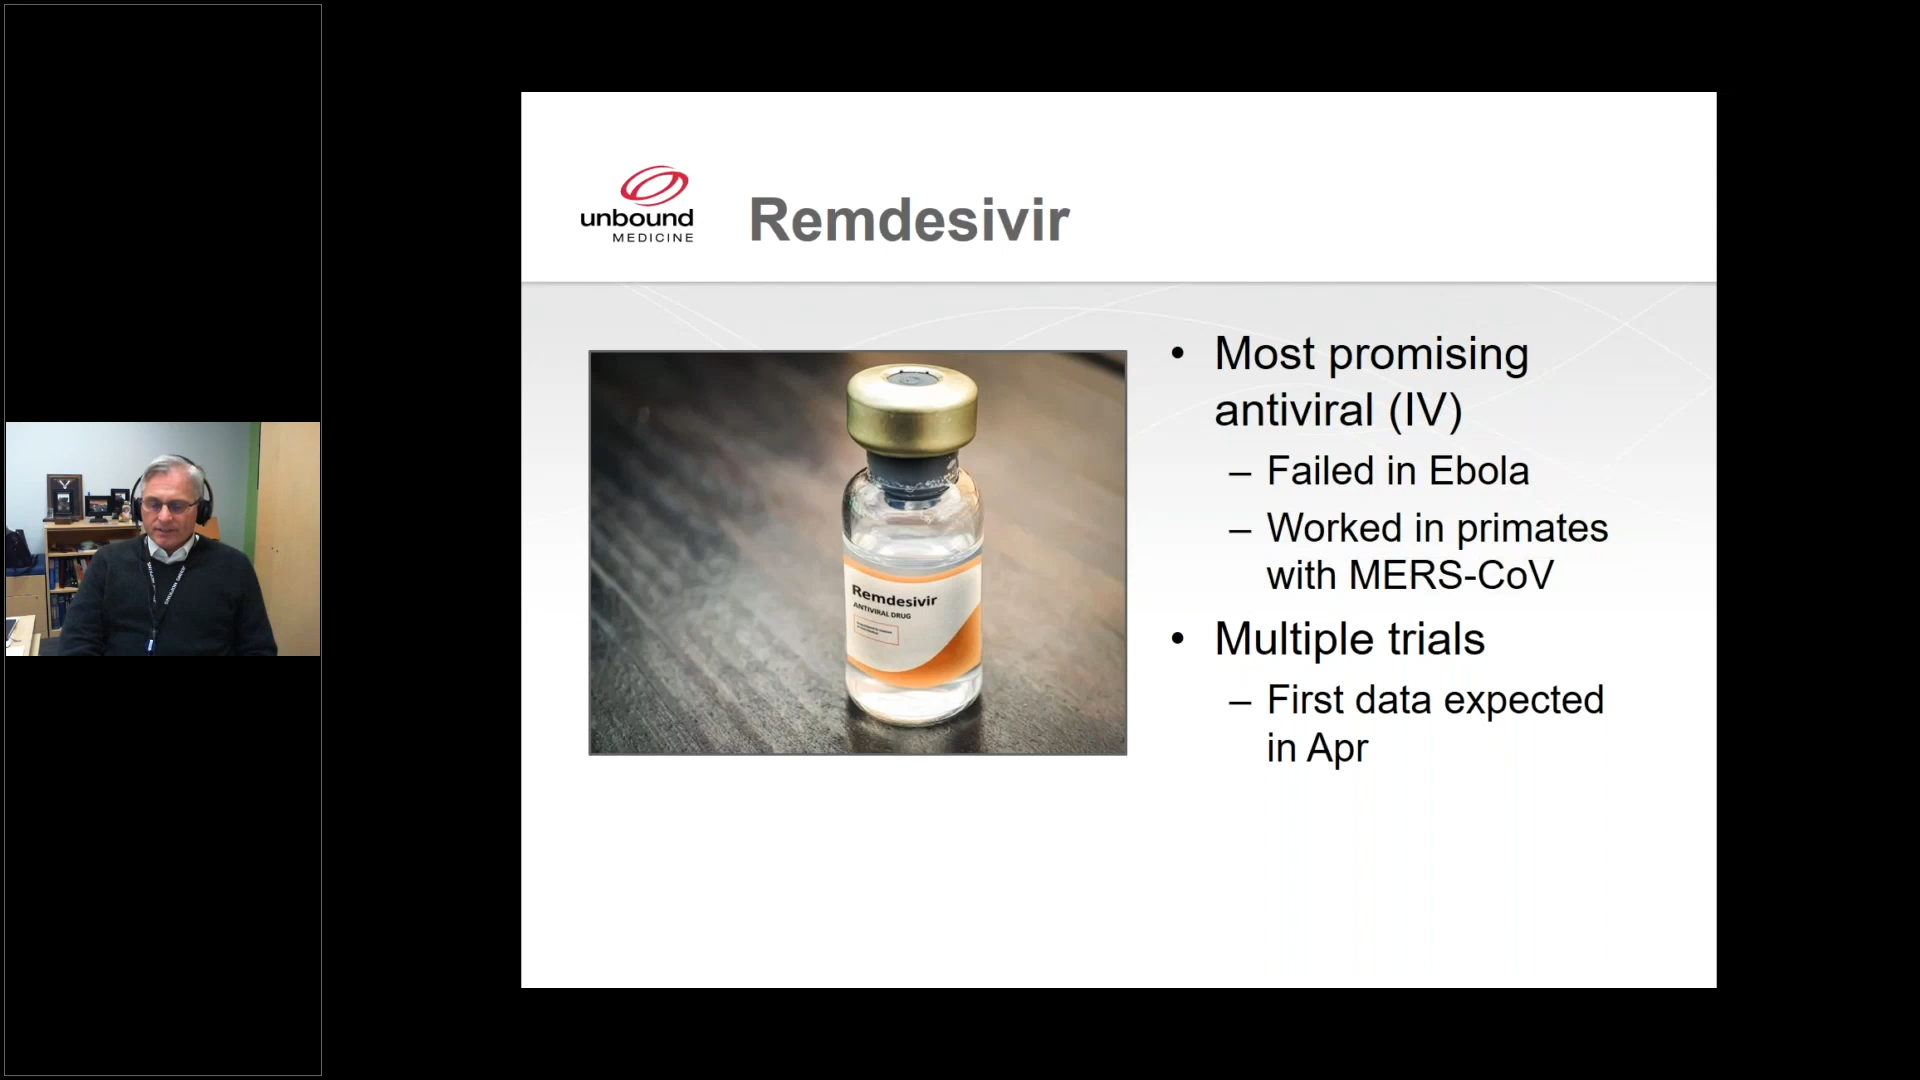 unbound
MEDICINE
Remdesivir
• Most promising
antiviral (IV)
– Failed in Ebola
– Worked in primates
with MERS-CoV
• Multiple trials
– First data expected
in Apr
Remdesivir
ANTIVIRAL DRUG